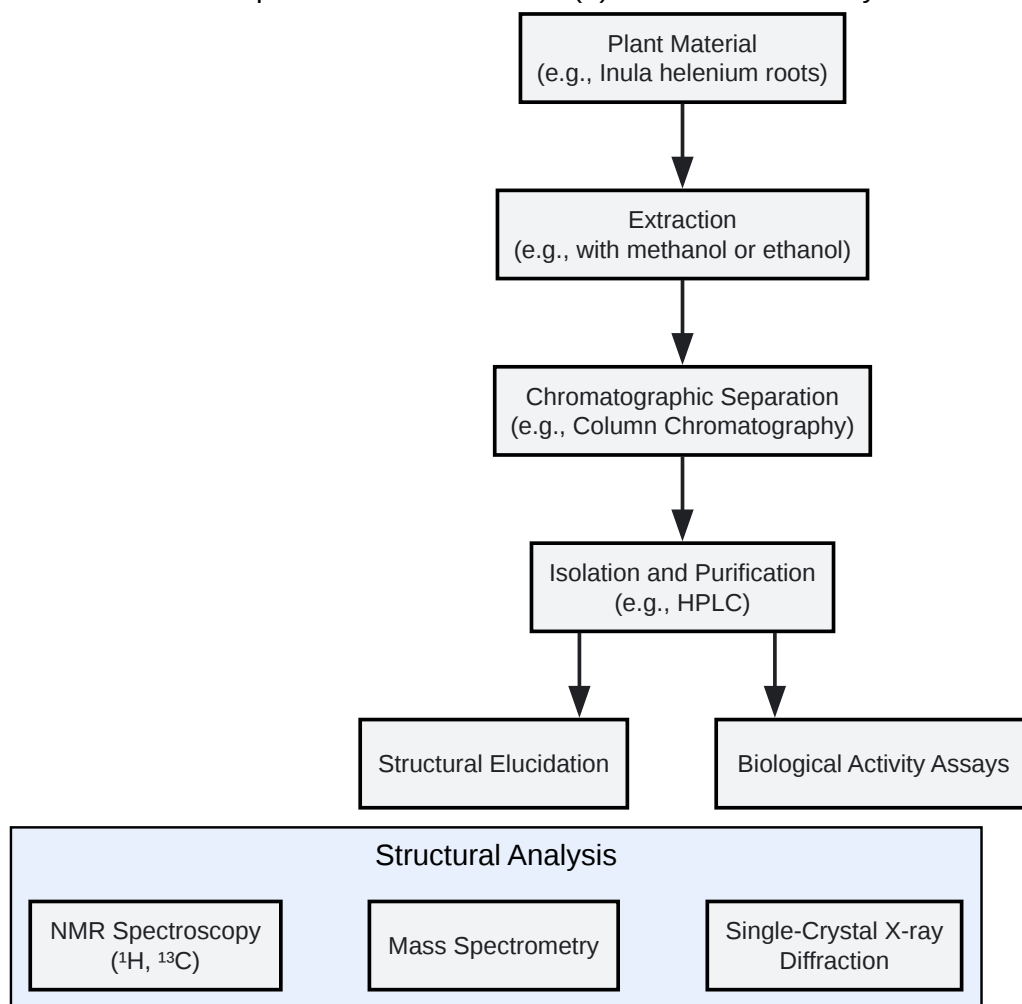 Plant Material
(e.g., Inula helenium roots)
Extraction
(e.g., with methanol or ethanol)
Chromatographic Separation
(e.g., Column Chromatography)
Isolation and Purification
(e.g., HPLC)
Structural Elucidation
Biological Activity Assays
Structural Analysis
NMR Spectroscopy
(¹H, ¹³C)
Mass Spectrometry
Single-Crystal X-ray
Diffraction